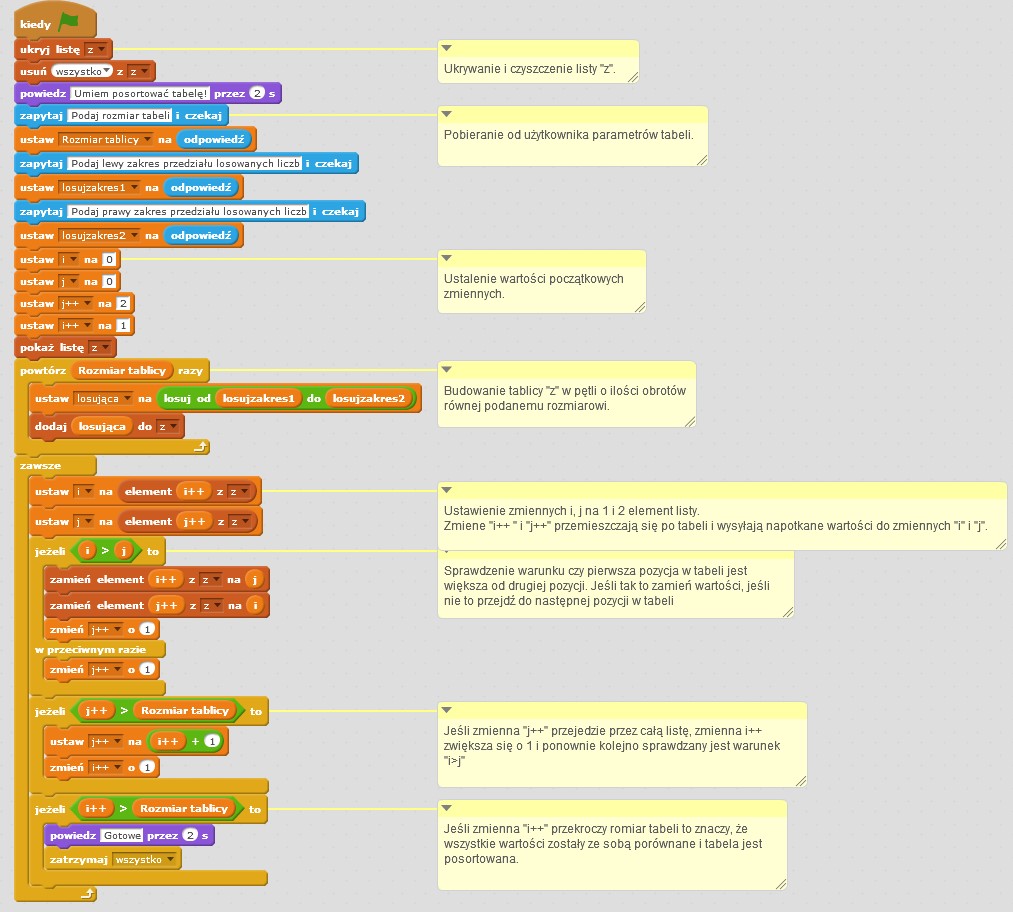 kiedy
ukryj listę z
usuń wszystko z z
powiedz Umiem posortować tabelę! przez 2 s
zapytaj Podaj rozmiar tabeli i czekaj
ustaw Rozmiar tablicy na odpowiedź
zapytaj Podaj lewy zakres przedziału losowanych liczb i czekaj
ustaw losujzakres1 na odpowiedź
zapytaj Podaj prawy zakres przedziału losowanych liczb i czekaj
ustaw losujzakres2 na odpowiedź
ustaw i na 0
ustaw j na 0
ustaw j++ na 2
ustaw i++ na 1
pokaż listę z
powtórz Rozmiar tablicy razy
ustaw losująca na losuj od losujzakres1 do losujzakres2
dodaj losująca do z
zawsze
ustaw i na element i++ z z
ustaw j na element j++ z z
jeżeli i > j to
zamień element i++ z z na j
zamień element j++ z z na i
zmień j++ o 1
w przeciwnym razie
zmień j++ o 1
jeżeli j++ > Rozmiar tablicy to
ustaw j++ na i++ + 1
zmień i++ o 1
jeżeli i++ > Rozmiar tablicy to
powiedz Gotowe przez 2 s
zatrzymaj wszystko
Ukrywanie i czyszczenie listy "z".
Pobieranie od użytkownika parametrów tabeli.
Ustalenie wartości początkowych
zmiennych.
Budowanie tablicy "z" w pętli o ilości obrotów
równej podanemu rozmiarowi.
Ustawienie zmiennych i, j na 1 i 2 element listy.
Zmiene "i++ " i "j++" przemieszczają się po tabeli i wysyłają napotkane wartości do zmiennych "i" i "j".
Sprawdzenie warunku czy pierwsza pozycja w tabeli jest
większa od drugiej pozycji. Jeśli tak to zamień wartości, jeśli
nie to przejdź do następnej pozycji w tabeli
Jeśli zmienna "j++" przejedzie przez całą listę, zmienna i++
zwiększa się o 1 i ponownie kolejno sprawdzany jest warunek
"i>j"
Jeśli zmienna "i++" przekroczy romiar tabeli to znaczy, że
wszystkie wartości zostały ze sobą porównane i tabela jest
posortowana.